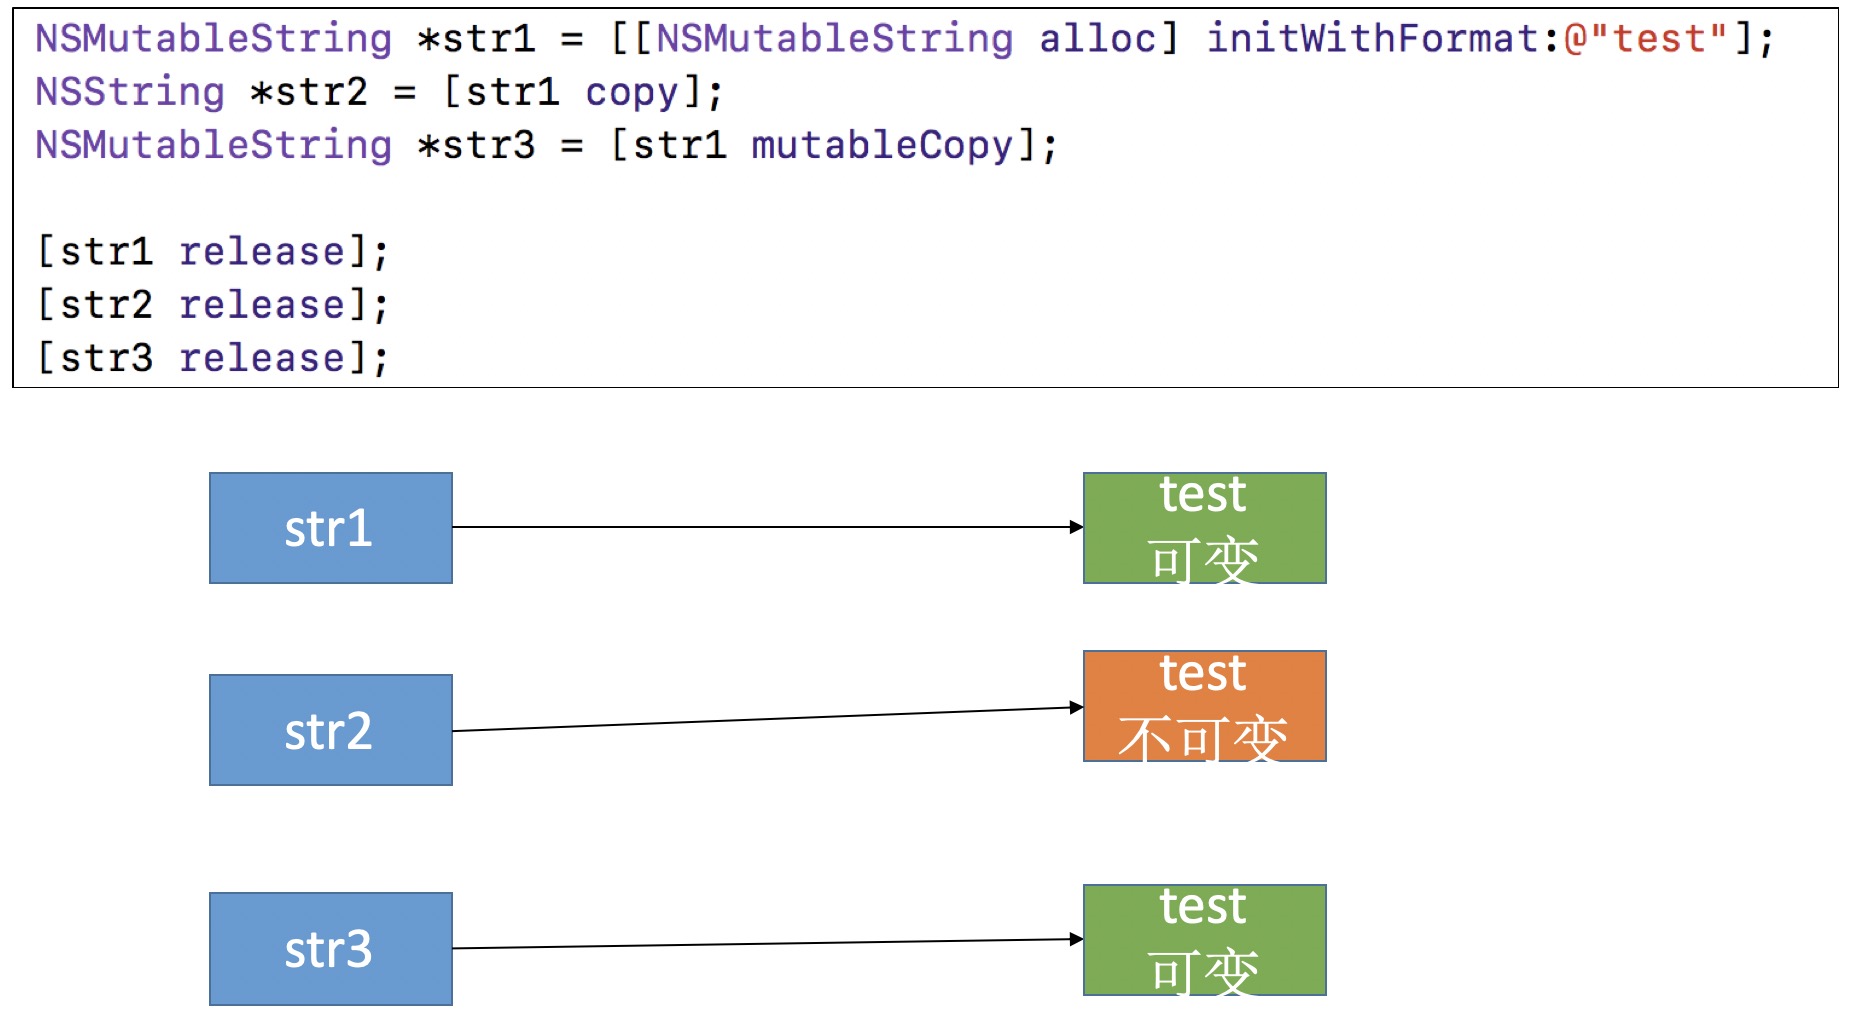 NSMutableString *str1 = [[NSMutableString alloc] initWithFormat:@"test"];
NSString *str2 = [str1 copy];
NSMutableString *str3 = [str1 mutableCopy];
[str1 release];
[str2 release];
[str3 release];
str1
test
可变
str2
test
不可变
str3
test
可变